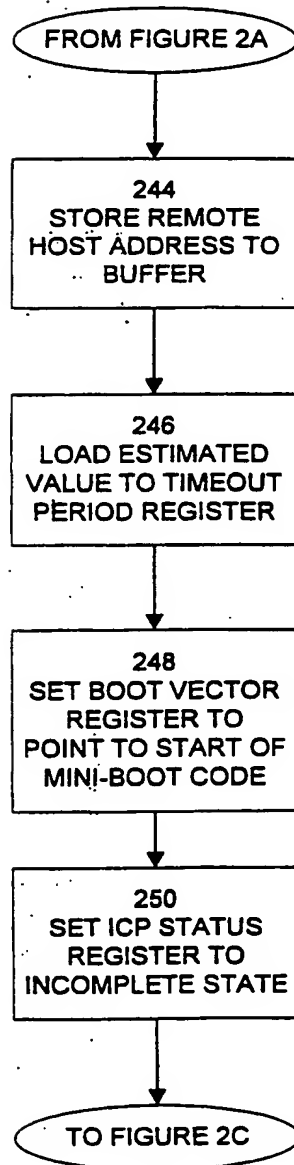 FROM FIGURE 2A
244
STORE REMOTE
HOST ADDRESS TO
BUFFER
246
LOAD ESTIMATED
VALUE TO TIMEOUT
PERIOD REGISTER
248
SET BOOT VECTOR
REGISTER TO
POINT TO START OF
MINI-BOOT CODE
250
SET ICP STATUS
REGISTER TO
INCOMPLETE STATE
TO FIGURE 2C